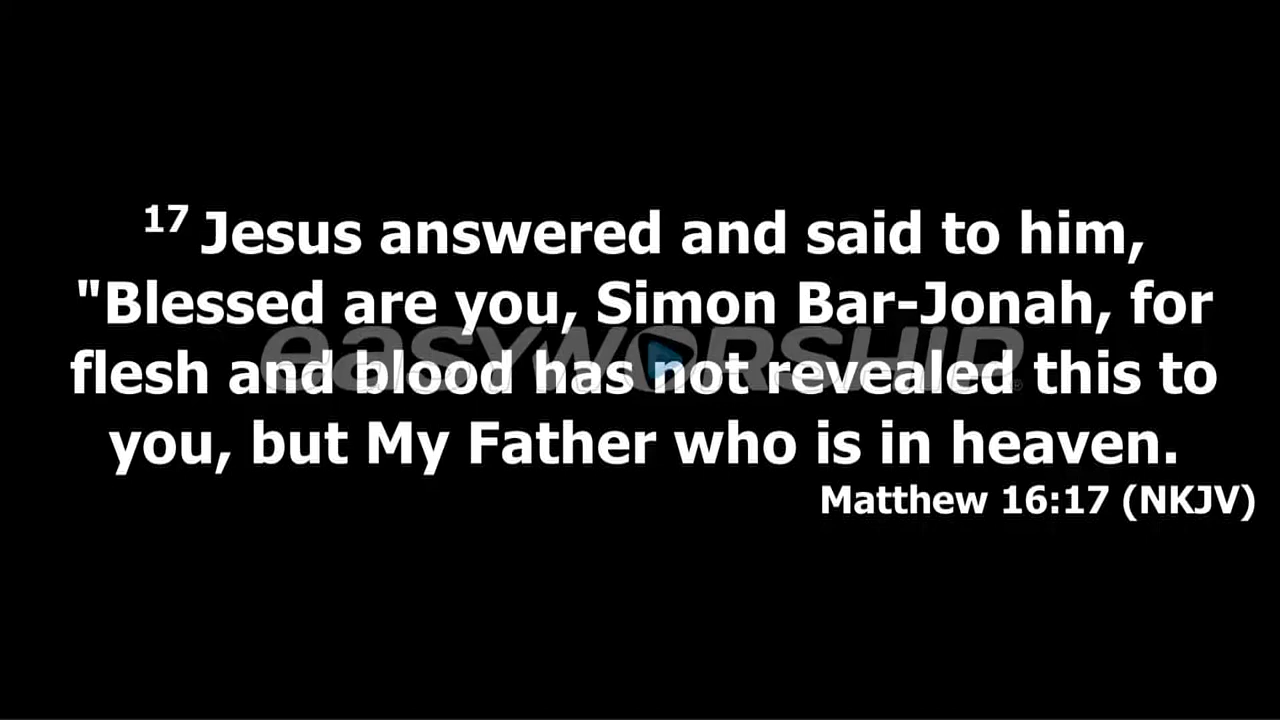 17 Jesus answered and said to him,
"Blessed are you, Simon Bar-Jonah, for
easyworship®
flesh and blood has not revealed this to
you, but My Father who is in heaven.
Matthew 16:17 (NKJV)